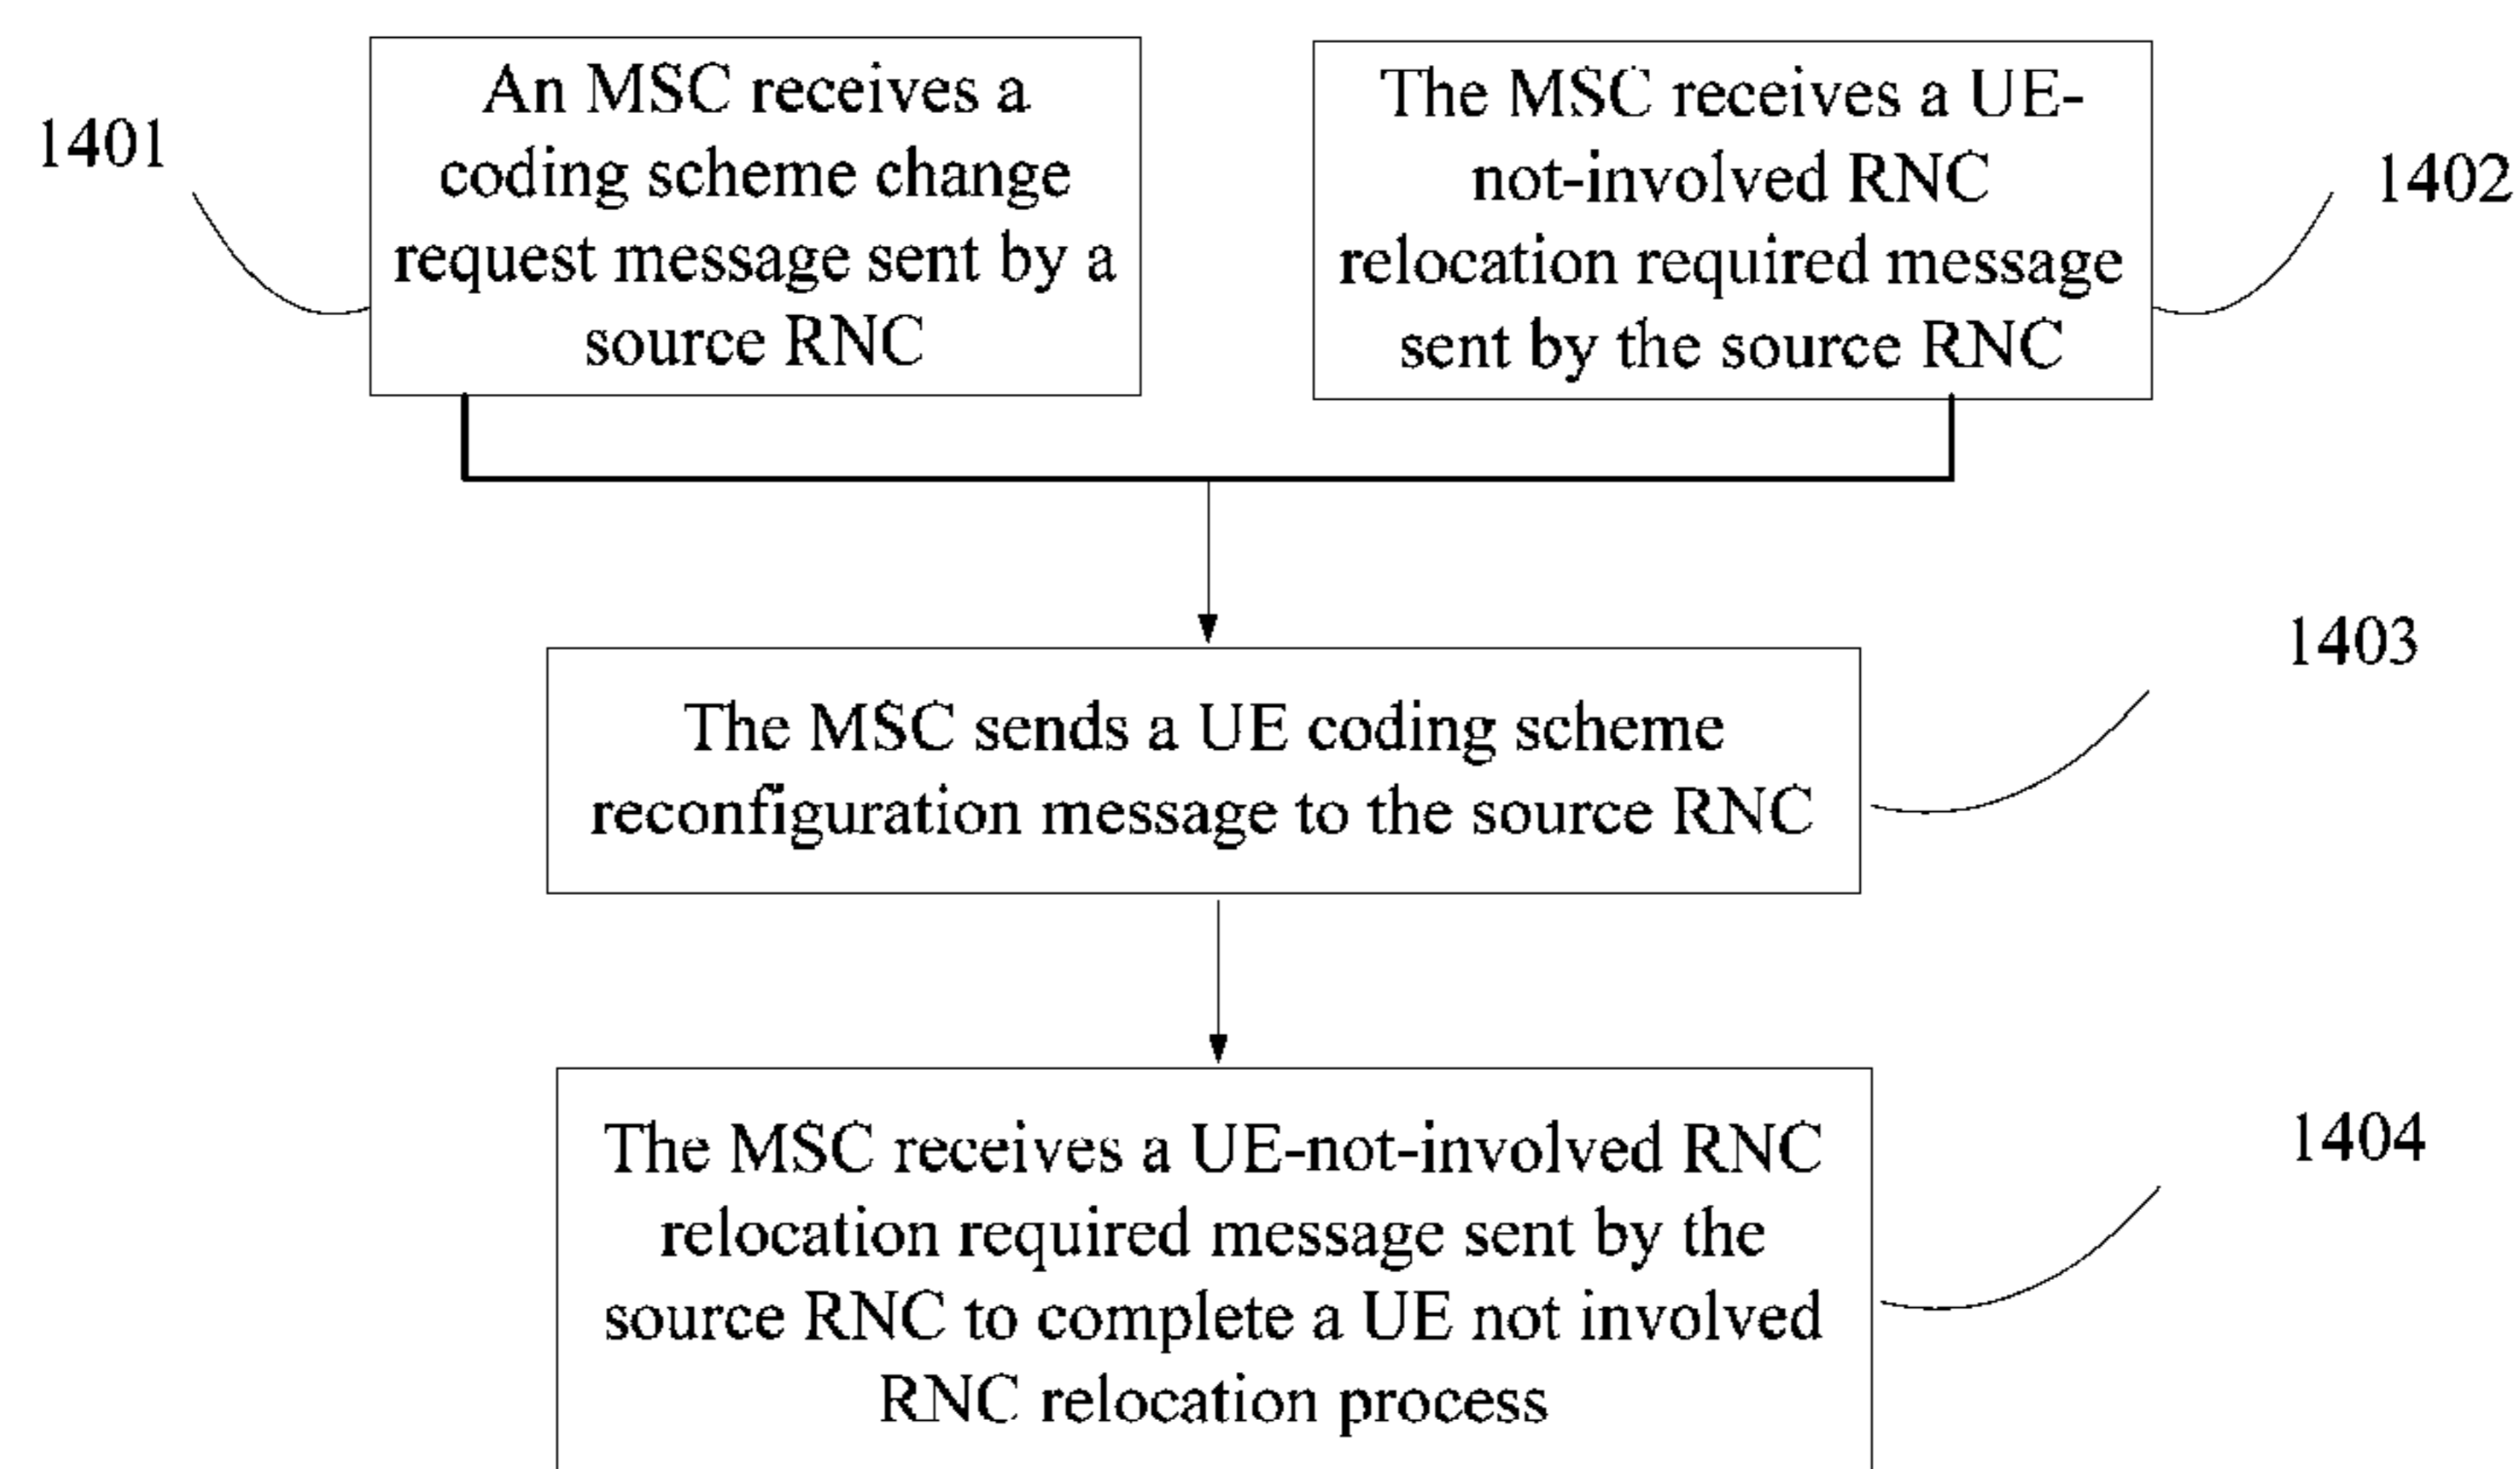 1401
An MSC receives a
coding scheme change
request message sent by a
source RNC
The MSC receives a UE-
not-involved RNC
relocation required message
sent by the source RNC
1402
The MSC sends a UE coding scheme
reconfiguration message to the source RNC
1403
The MSC receives a UE-not-involved RNC
relocation required message sent by the
source RNC to complete a UE not involved
RNC relocation process
1404